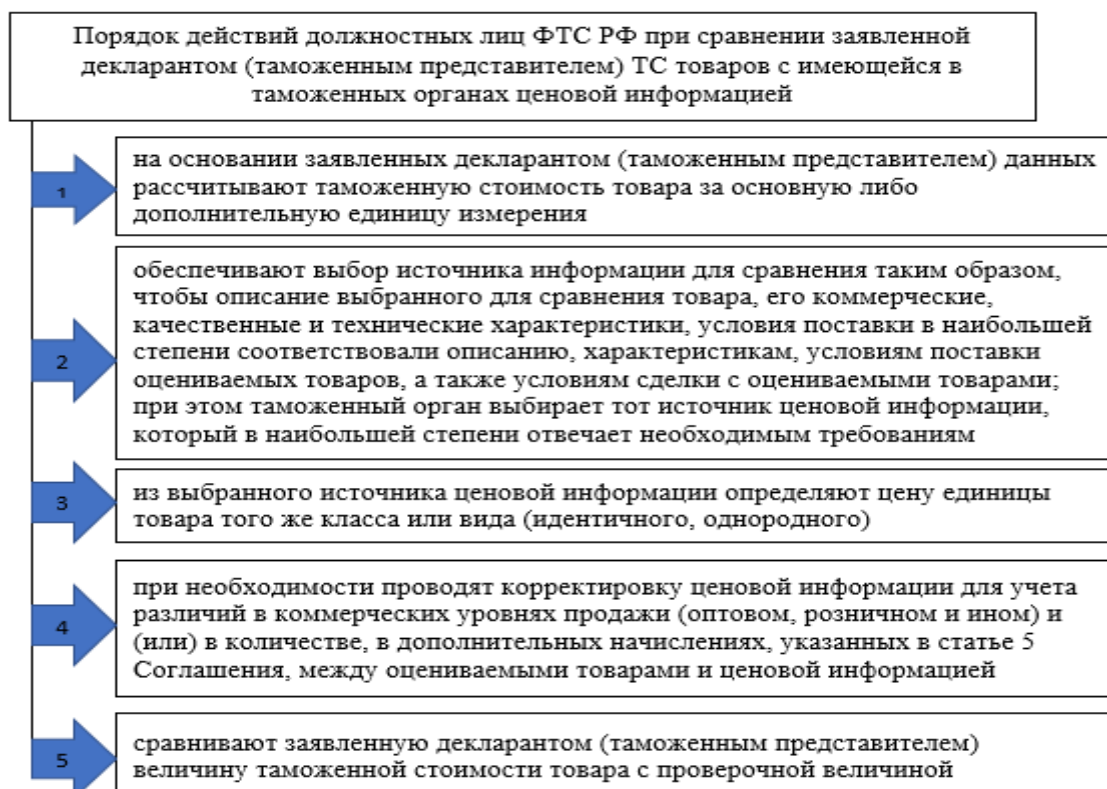 Порядок действий должностных лиц ФТС РФ при сравнении заявленной
декларантом (таможенным представителем) ТС товаров с имеющейся в
таможенных органах ценовой информацией
1
на основании заявленных декларантом (таможенным представителем) данных
рассчитывают таможенную стоимость товара за основную либо
дополнительную единицу измерения
2
обеспечивают выбор источника информации для сравнения таким образом,
чтобы описание выбранного для сравнения товара, его коммерческие,
качественные и технические характеристики, условия поставки в наибольшей
степени соответствовали описанию, характеристикам, условиям поставки
оцениваемых товаров, а также условиям сделки с оцениваемыми товарами;
при этом таможенный орган выбирает тот источник ценовой информации,
который в наибольшей степени отвечает необходимым требованиям
3
из выбранного источника ценовой информации определяют цену единицы
товара того же класса или вида (идентичного, однородного)
4
при необходимости проводят корректировку ценовой информации для учета
различий в коммерческих уровнях продажи (оптовом, розничном и ином) и
(или) в количестве, в дополнительных начислениях, указанных в статье 5
Соглашения, между оцениваемыми товарами и ценовой информацией
5
сравнивают заявленную декларантом (таможенным представителем)
величину таможенной стоимости товара с проверочной величиной